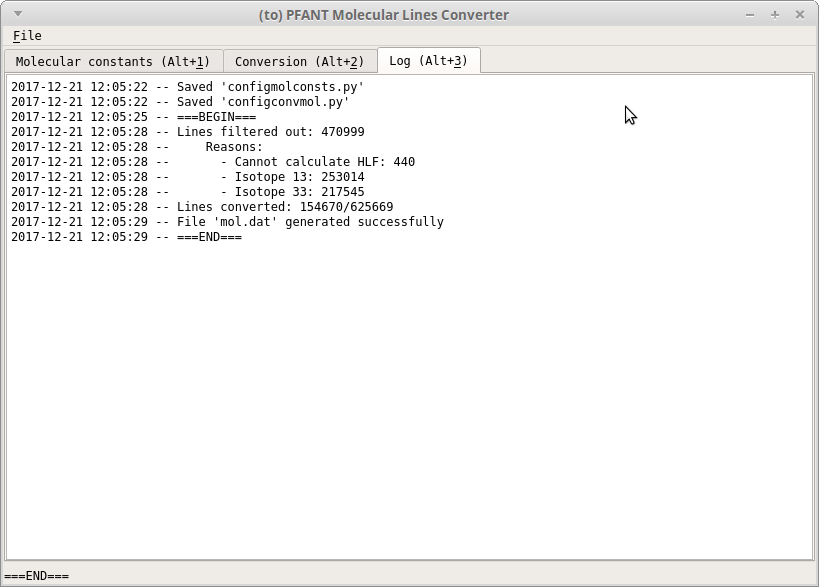 (to) PFANT Molecular Lines Converter
File
Molecular constants (Alt+1) Conversion (Alt+2) Log (Alt+3)
2017-12-21 12:05:22 -- Saved 'configmolconsts.py'
2017-12-21 12:05:22 -- Saved 'configconvmol.py'
2017-12-21 12:05:25 -- ===BEGIN===
2017-12-21 12:05:28 -- Lines filtered out: 470999
2017-12-21 12:05:28 --     Reasons:
2017-12-21 12:05:28 --       - Cannot calculate HLF: 440
2017-12-21 12:05:28 --       - Isotope 13: 253014
2017-12-21 12:05:28 --       - Isotope 33: 217545
2017-12-21 12:05:28 -- Lines converted: 154670/625669
2017-12-21 12:05:29 -- File 'mol.dat' generated successfully
2017-12-21 12:05:29 -- ===END===
===END===